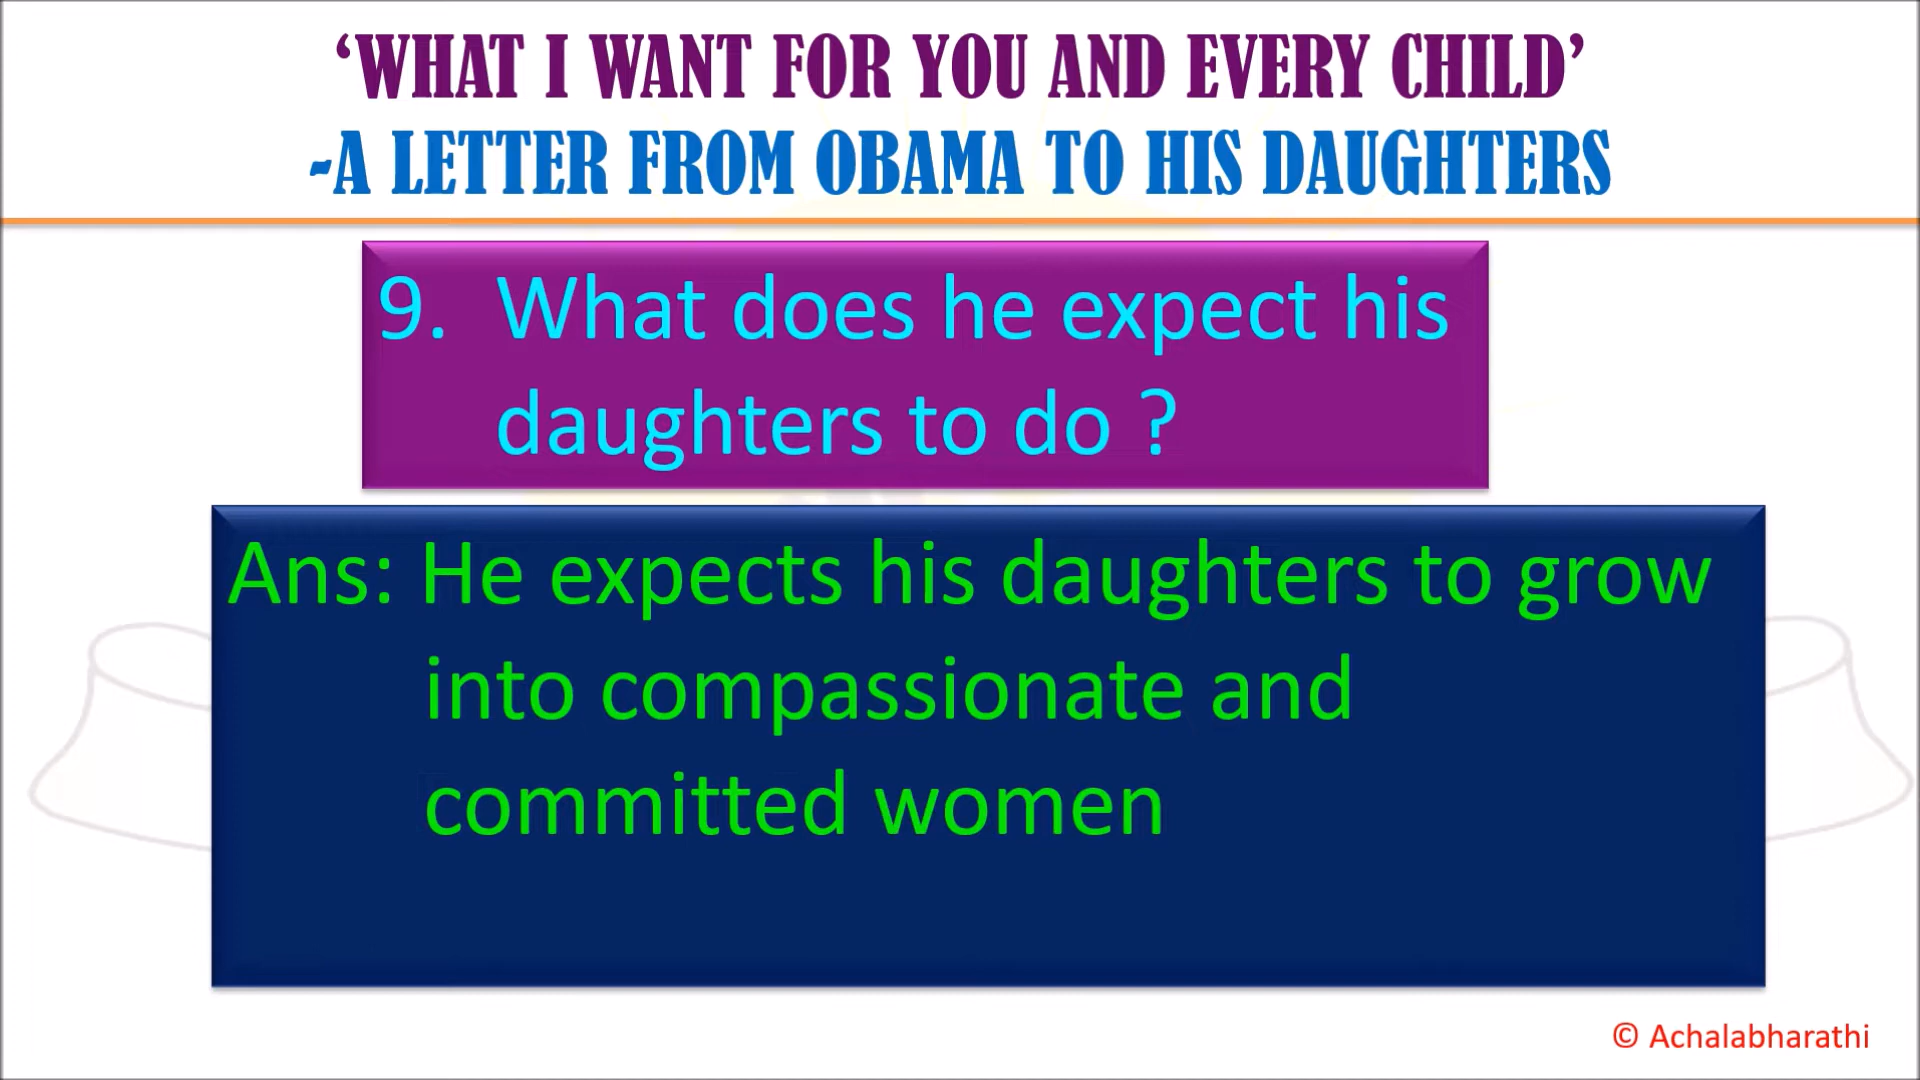 ‘WHAT I WANT FOR YOU AND EVERY CHILD’
-A LETTER FROM OBAMA TO HIS DAUGHTERS
9. What does he expect his
daughters to do ?
Ans: He expects his daughters to grow
into compassionate and
committed women
© Achalabharathi